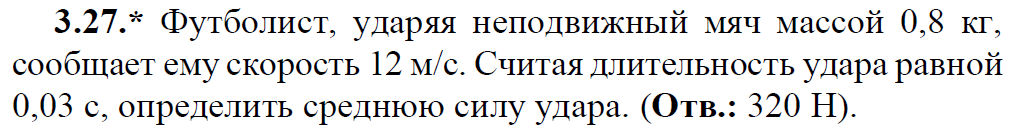 3.27.* Футболист, ударяя неподвижный мяч массой 0,8 кг,
сообщает ему скорость 12 м/с. Считая длительность удара равной
0,03 с, определить среднюю силу удара. (Отв.: 320 Н).